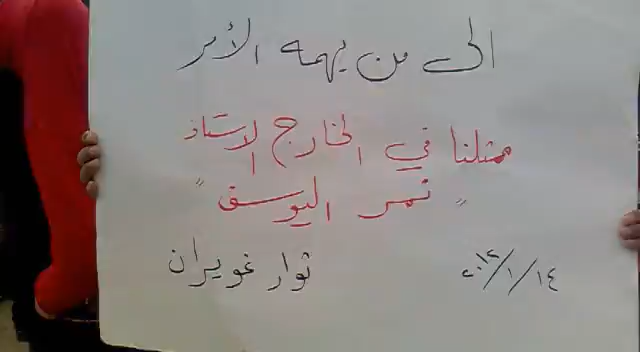 الى من يهمه الأمر
ممثلنا في الخارج الاستاذ
" نمر اليوسف "
٢٠١٢/١/١٤
ثوار غويران